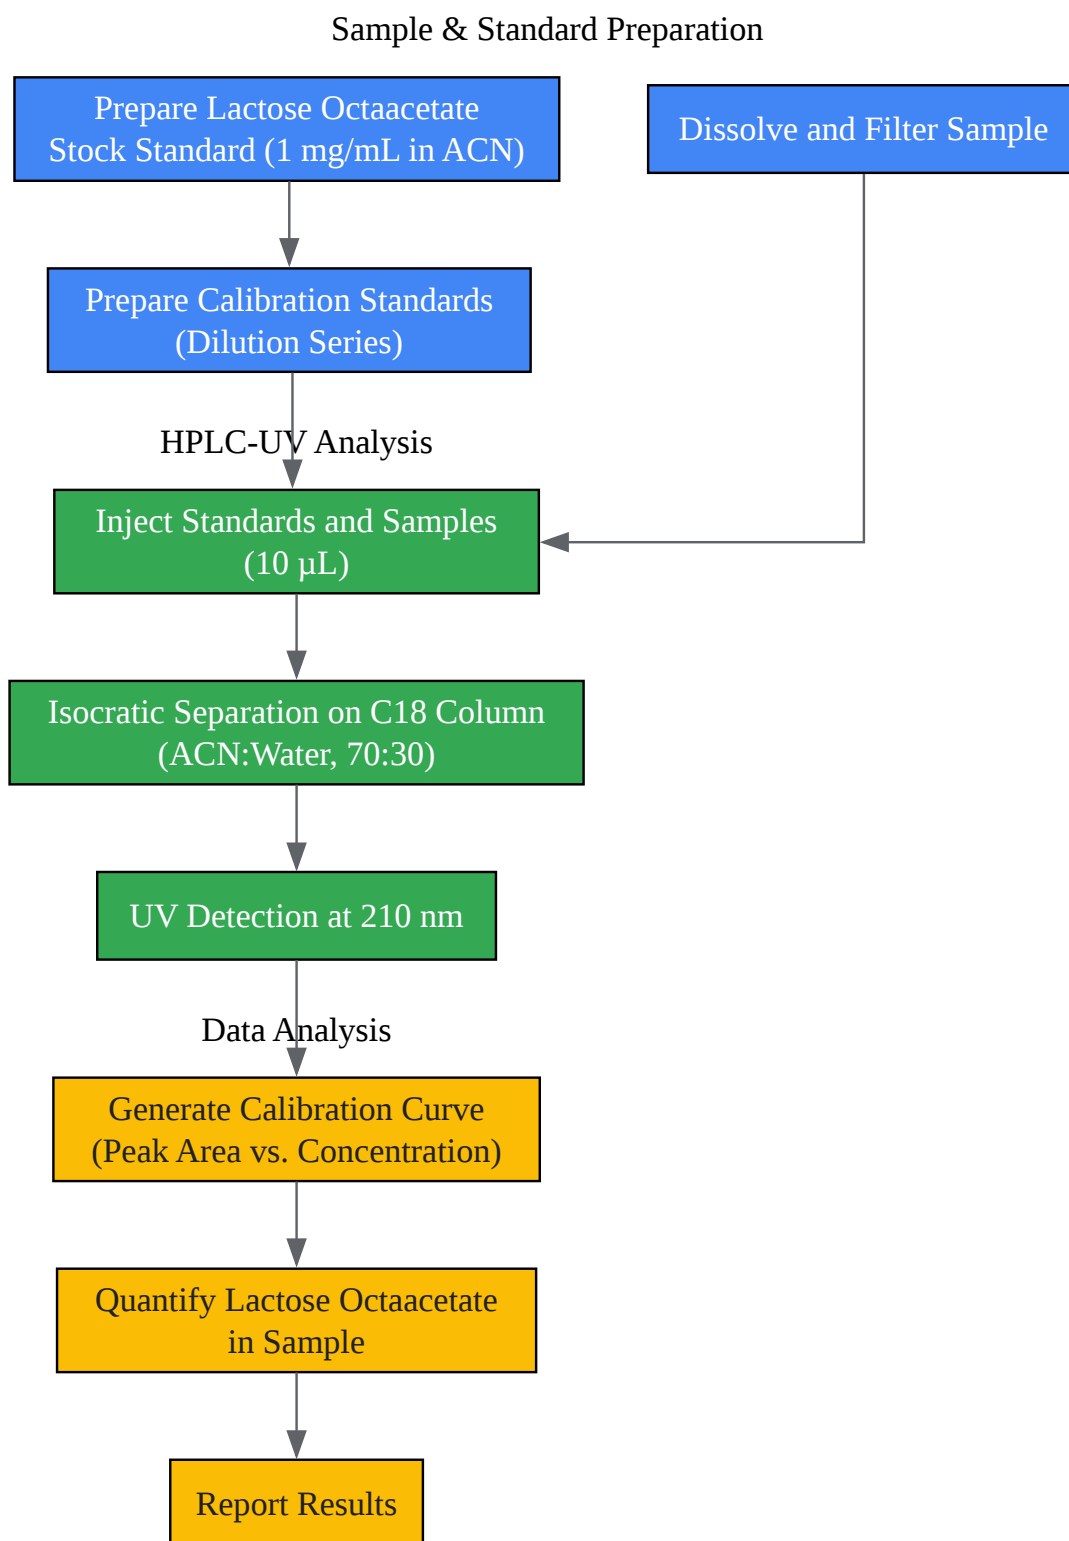 Sample & Standard Preparation
Prepare Lactose Octaacetate
Stock Standard (1 mg/mL in ACN)
Dissolve and Filter Sample
Prepare Calibration Standards
(Dilution Series)
HPLC-UV Analysis
Inject Standards and Samples
(10 µL)
Isocratic Separation on C18 Column
(ACN:Water, 70:30)
UV Detection at 210 nm
Data Analysis
Generate Calibration Curve
(Peak Area vs. Concentration)
Quantify Lactose Octaacetate
in Sample
Report Results